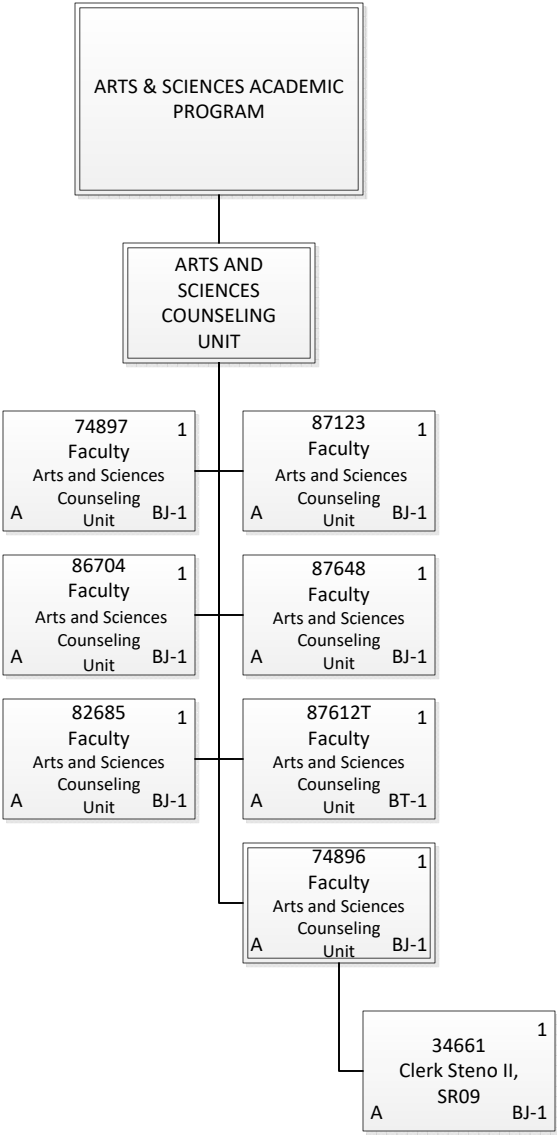 ARTS & SCIENCES ACADEMIC
PROGRAM
ARTS AND
SCIENCES
COUNSELING
UNIT
74897 1
Faculty
Arts and Sciences
Counseling
A Unit BJ-1
87123 1
Faculty
Arts and Sciences
Counseling
A Unit BJ-1
86704 1
Faculty
Arts and Sciences
Counseling
A Unit BJ-1
87648 1
Faculty
Arts and Sciences
Counseling
A Unit BJ-1
82685 1
Faculty
Arts and Sciences
Counseling
A Unit BJ-1
87612T 1
Faculty
Arts and Sciences
Counseling
A Unit BT-1
74896 1
Faculty
Arts and Sciences
Counseling
A Unit BJ-1
1
34661
Clerk Steno II,
SR09
A BJ-1